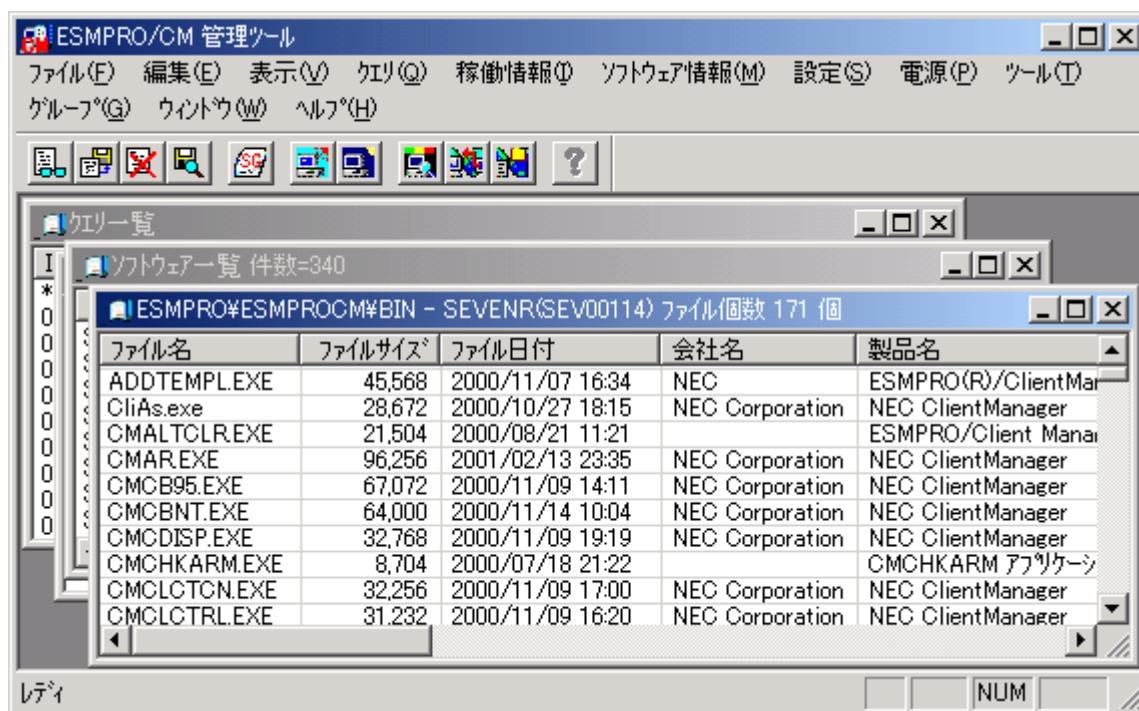 ESMPRO/CM 管理ツール
ファイル(F) 編集(E) 表示(V) クエリ(Q) 稼働情報(I) ソフトウェア情報(M) 設定(S) 電源(P) ツール(T)
グループ(G) ウィンドウ(W) ヘルプ(H)
SG ?
クエリ一覧
ソフトウェア一覧 件数=340
ESMPRO¥ESMPROCM¥BIN - SEVENR(SEV00114) ファイル個数 171 個
ファイル名 ファイルサイズ ファイル日付 会社名 製品名
ADDTEMPL.EXE 45,568 2000/11/07 16:34 NEC ESMPRO(R)/ClientMan
CliAs.exe 28,672 2000/10/27 18:15 NEC Corporation NEC ClientManager
CMALTCLR.EXE 21,504 2000/08/21 11:21 ESMPRO/Client Manag
CMAR.EXE 96,256 2001/02/13 23:35 NEC Corporation NEC ClientManager
CMCB95.EXE 67,072 2000/11/09 14:11 NEC Corporation NEC ClientManager
CMCBNT.EXE 64,000 2000/11/14 10:04 NEC Corporation NEC ClientManager
CMCDISP.EXE 32,768 2000/11/09 19:19 NEC Corporation NEC ClientManager
CMCHKARM.EXE 8,704 2000/07/18 21:22 CMCHKARM アプリケーシ
CMCLCTCN.EXE 32,256 2000/11/09 17:00 NEC Corporation NEC ClientManager
CMCLCTRL.EXE 31,232 2000/11/09 16:20 NEC Corporation NEC ClientManager
レディ NUM